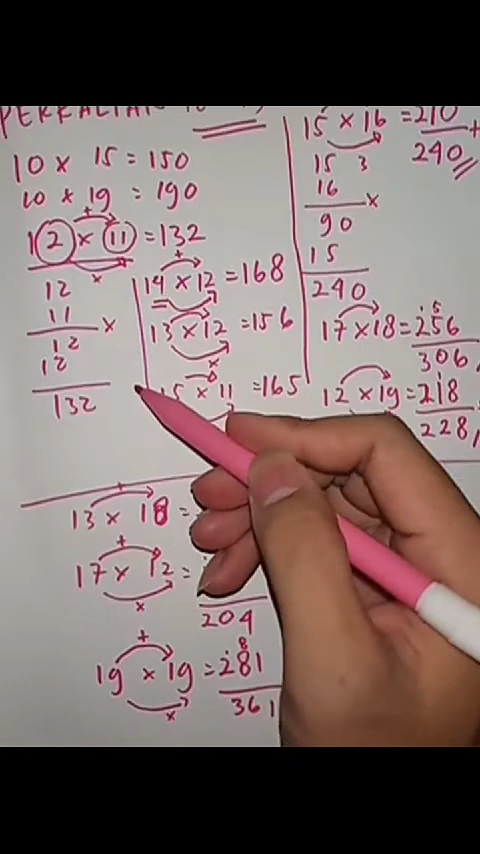 10 x 15 = 150
10 x 19 = 190
12 x 11 = 132
+
x
12
11
x
12
12
132
14 x 12 = 168
+
13 x 12 = 156
x
15 x 11 = 165
15 x 16 = 210
+
240
15 3
16
x
90
15
240
17 x 18 = 256
5
306
12 x 19 = 218
228
13 x 18 =
+
17 x 12 =
+
x
204
19 x 19 = 281
+
8
x
361